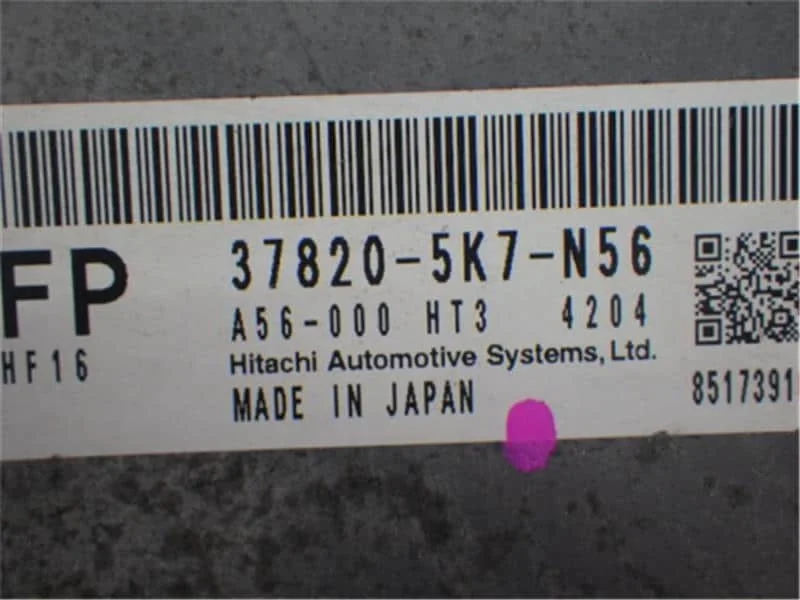 FP
HF16
37820-5K7-N56
A56-000 HT3 4204
Hitachi Automotive Systems, Ltd.
MADE IN JAPAN
8517391